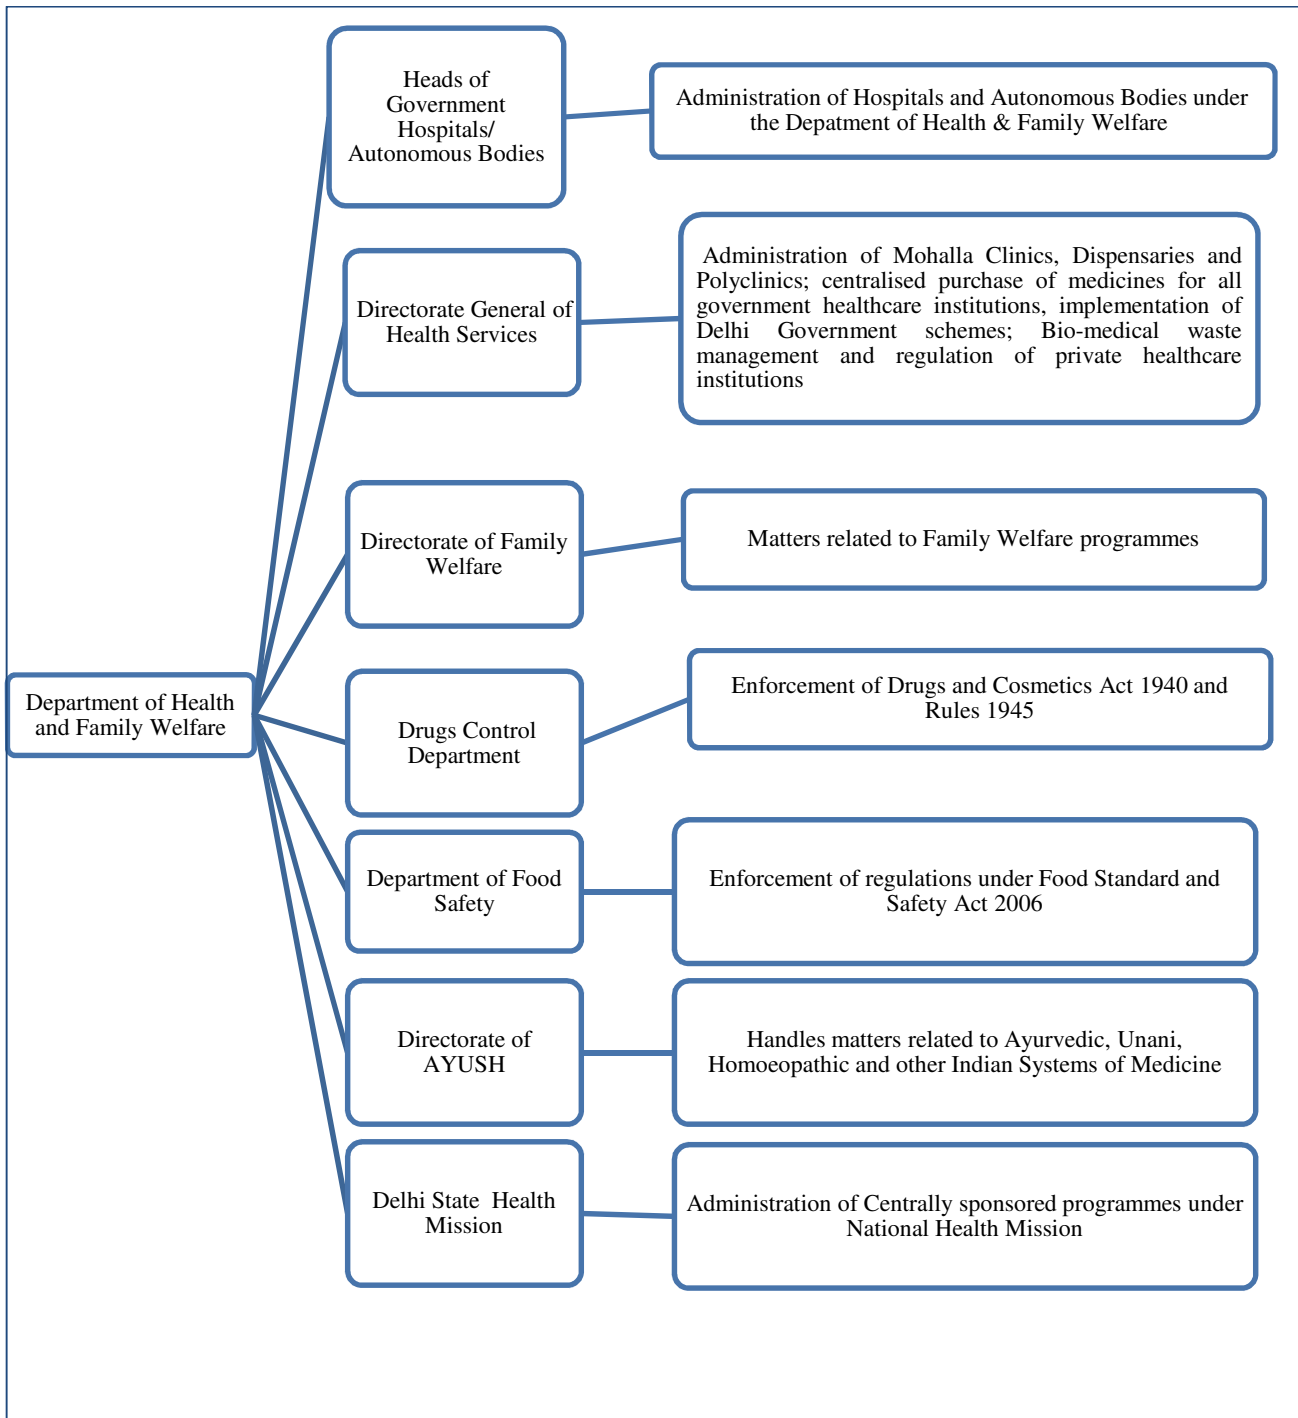 Heads of
Government
Hospitals/
Autonomous Bodies
Administration of Hospitals and Autonomous Bodies under
the Depatment of Health & Family Welfare
Directorate General of
Health Services
Administration of Mohalla Clinics, Dispensaries and
Polyclinics; centralised purchase of medicines for all
government healthcare institutions, implementation of
Delhi Government schemes; Bio-medical waste
management and regulation of private healthcare
institutions
Directorate of Family
Welfare
Matters related to Family Welfare programmes
Department of Health
and Family Welfare
Drugs Control
Department
Enforcement of Drugs and Cosmetics Act 1940 and
Rules 1945
Department of Food
Safety
Enforcement of regulations under Food Standard and
Safety Act 2006
Directorate of
AYUSH
Handles matters related to Ayurvedic, Unani,
Homoeopathic and other Indian Systems of Medicine
Delhi State Health
Mission
Administration of Centrally sponsored programmes under
National Health Mission